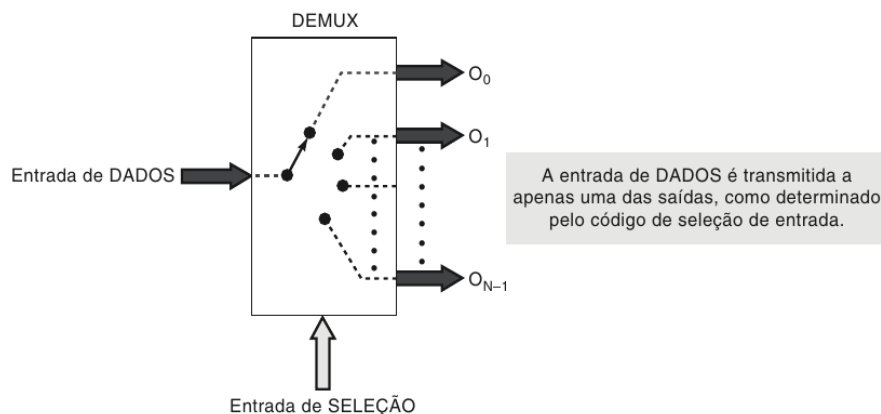 DEMUX
O0
O1
Entrada de DADOS
A entrada de DADOS é transmitida a
apenas uma das saídas, como determinado
pelo código de seleção de entrada.
ON–1
Entrada de SELEÇÃO